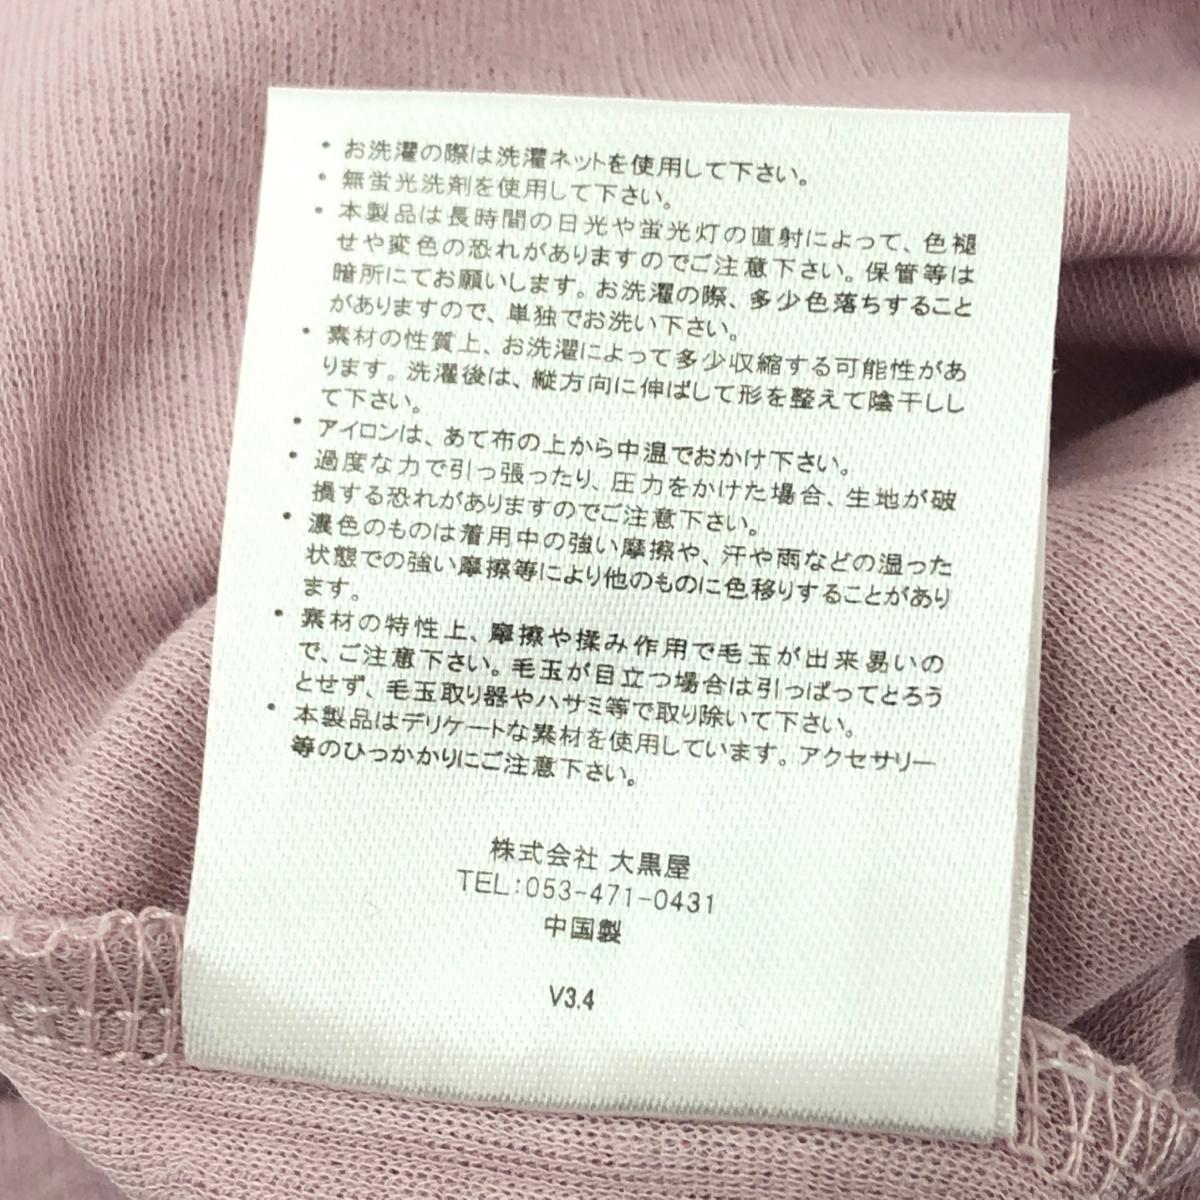 ・お洗濯の際は洗濯ネットを使用して下さい。
・無蛍光洗剤を使用して下さい。
・本製品は長時間の日光や蛍光灯の直射によって、色褪
せや変色の恐れがありますのでご注意下さい。保管等は
暗所にてお願いします。お洗濯の際、多少色落ちすること
がありますので、単独でお洗い下さい。
・素材の性質上、お洗濯によって多少収縮する可能性があ
ります。洗濯後は、縦方向に伸ばして形を整えて陰干しし
て下さい。
・アイロンは、あて布の上から中温でおかけ下さい。
・過度な力で引っ張ったり、圧力をかけた場合、生地が破
損する恐れがありますのでご注意下さい。
・濃色のものは着用中の強い摩擦や、汗や雨などの湿った
状態での強い摩擦等により他のものに色移りすることがあり
ます。
・素材の特性上、摩擦や揉み作用で毛玉が出来易いの
で、ご注意下さい。毛玉が目立つ場合は引っぱってとろう
とせず、毛玉取り器やハサミ等で取り除いて下さい。
・本製品はデリケートな素材を使用しています。アクセサリー
等のひっかかりにご注意下さい。
株式会社 大黒屋
TEL:053-471-0431
中国製
V3.4